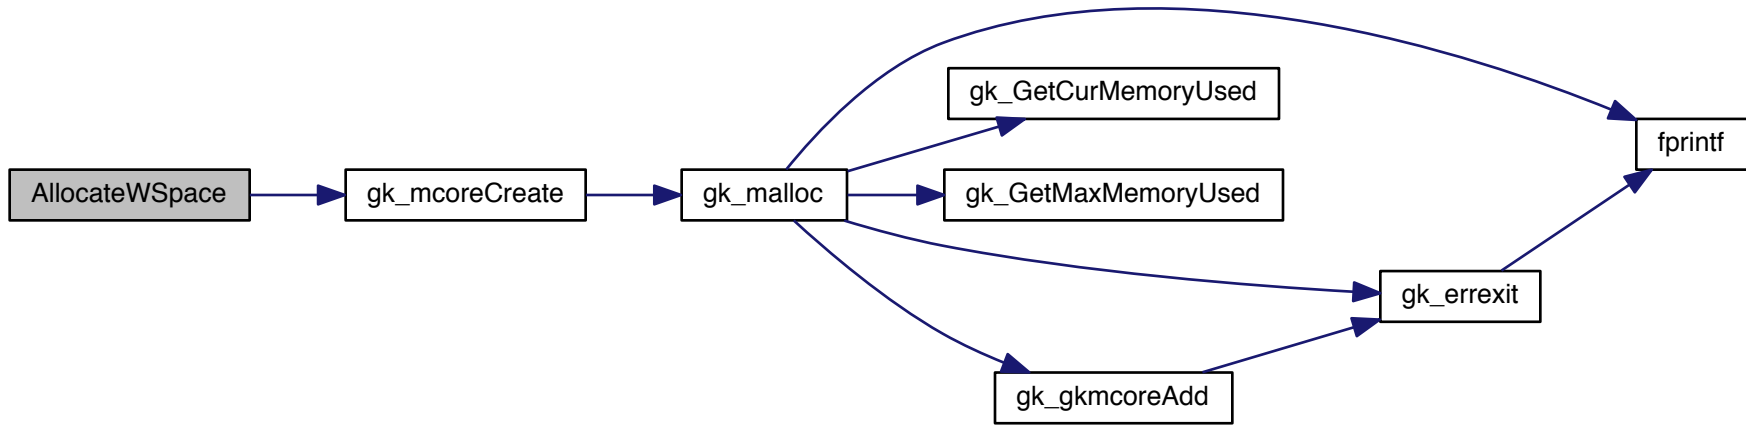 AllocateWSpace
gk_mcoreCreate
gk_malloc
gk_GetCurMemoryUsed
gk_GetMaxMemoryUsed
fprintf
gk_errexit
gk_gkmcoreAdd